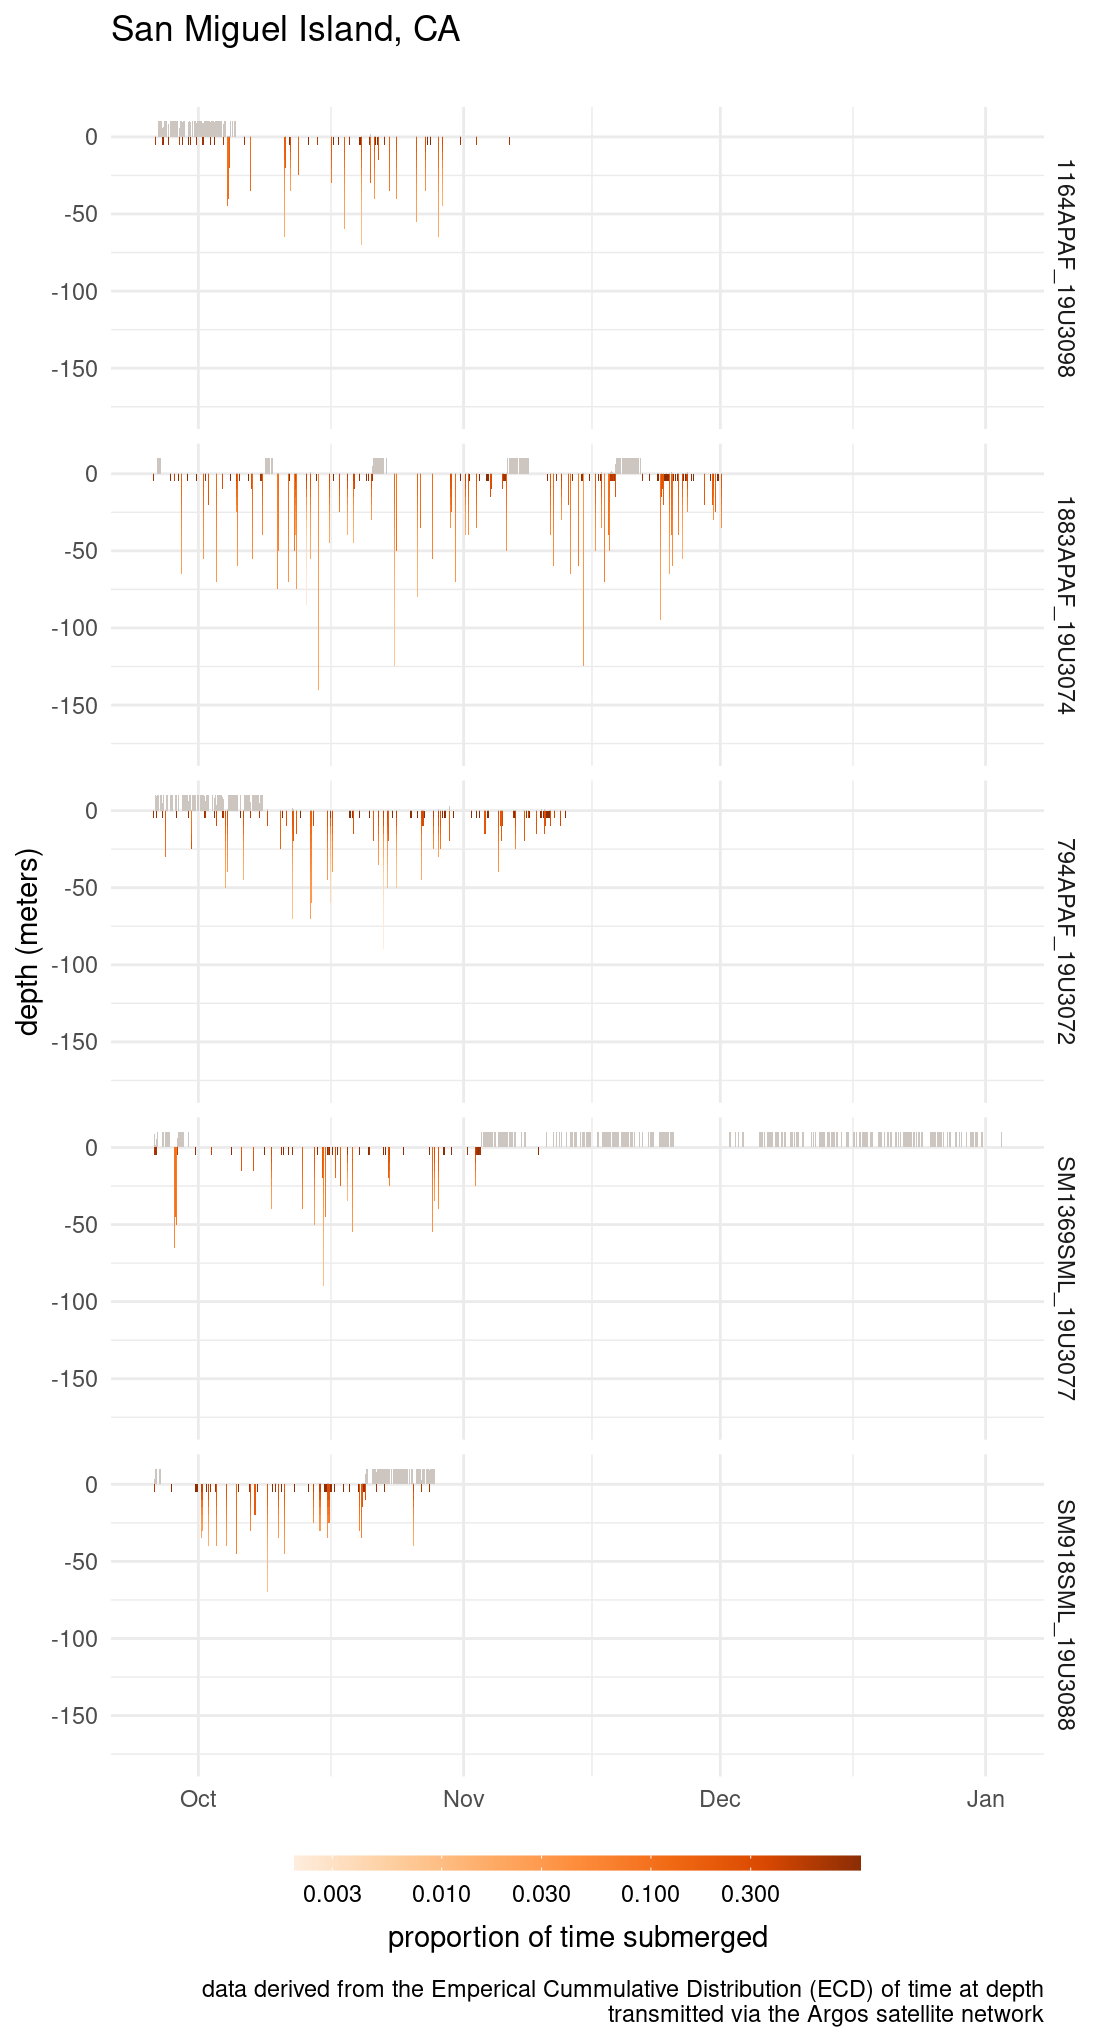 San Miguel Island, CA
0
-50
-100
-150
1164APAF_19U3098
0
-50
-100
-150
1883APAF_19U3074
0
-50
-100
-150
794APAF_19U3072
depth (meters)
0
-50
-100
-150
SM1369SML_19U3077
0
-50
-100
-150
SM918SML_19U3088
Oct Nov Dec Jan
0.003 0.010 0.030 0.100 0.300
proportion of time submerged
data derived from the Emperical Cummulative Distribution (ECD) of time at depth
transmitted via the Argos satellite network